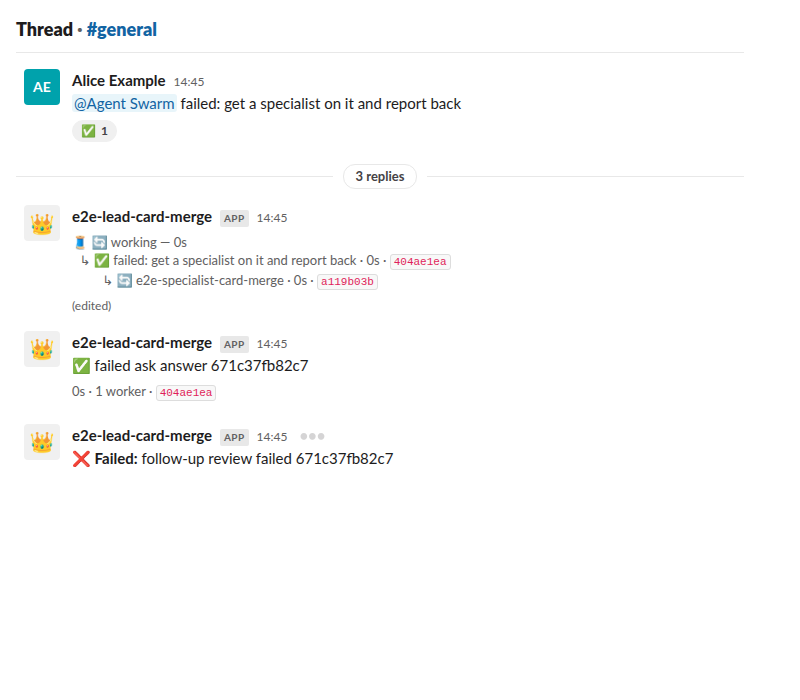 Thread • #general
AE
Alice Example 14:45
@Agent Swarm failed: get a specialist on it and report back
✅ 1
3 replies
e2e-lead-card-merge APP 14:45
🧵 🔄 working — 0s
↳ ✅ failed: get a specialist on it and report back · 0s · 404ae1ea
↳ 🔄 e2e-specialist-card-merge · 0s · a119b03b
(edited)
e2e-lead-card-merge APP 14:45
✅ failed ask answer 671c37fb82c7
0s · 1 worker · 404ae1ea
e2e-lead-card-merge APP 14:45
❌ Failed: follow-up review failed 671c37fb82c7